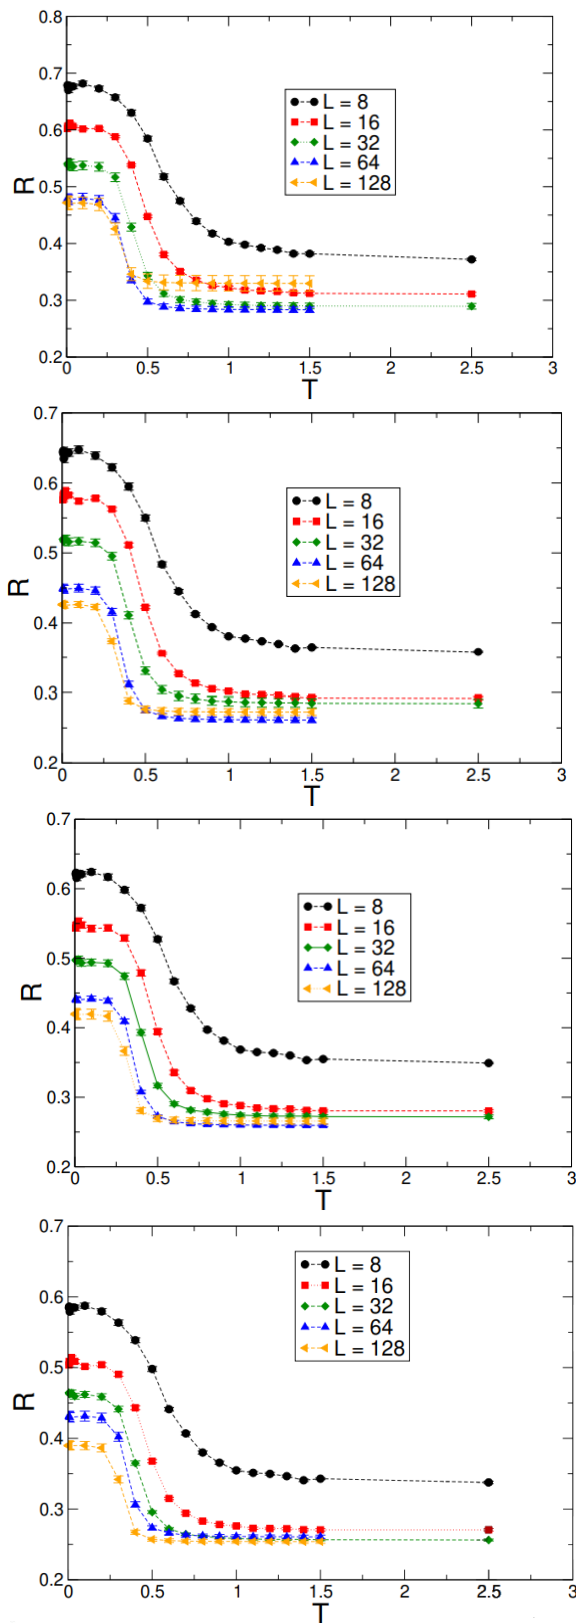 0.8
0.7
0.6
0.5
0.4
0.3
0.2
R
L = 8
L = 16
L = 32
L = 64
L = 128
0 0.5 1 1.5 2 2.5 3
T
0.7
0.6
0.5
0.4
0.3
0.2
R
L = 8
L = 16
L = 32
L = 64
L = 128
0 0.5 1 1.5 2 2.5 3
T
0.7
0.6
0.5
0.4
0.3
0.2
R
L = 8
L = 16
L = 32
L = 64
L = 128
0 0.5 1 1.5 2 2.5 3
T
0.7
0.6
0.5
0.4
0.3
0.2
R
L = 8
L = 16
L = 32
L = 64
L = 128
0 0.5 1 1.5 2 2.5 3
T